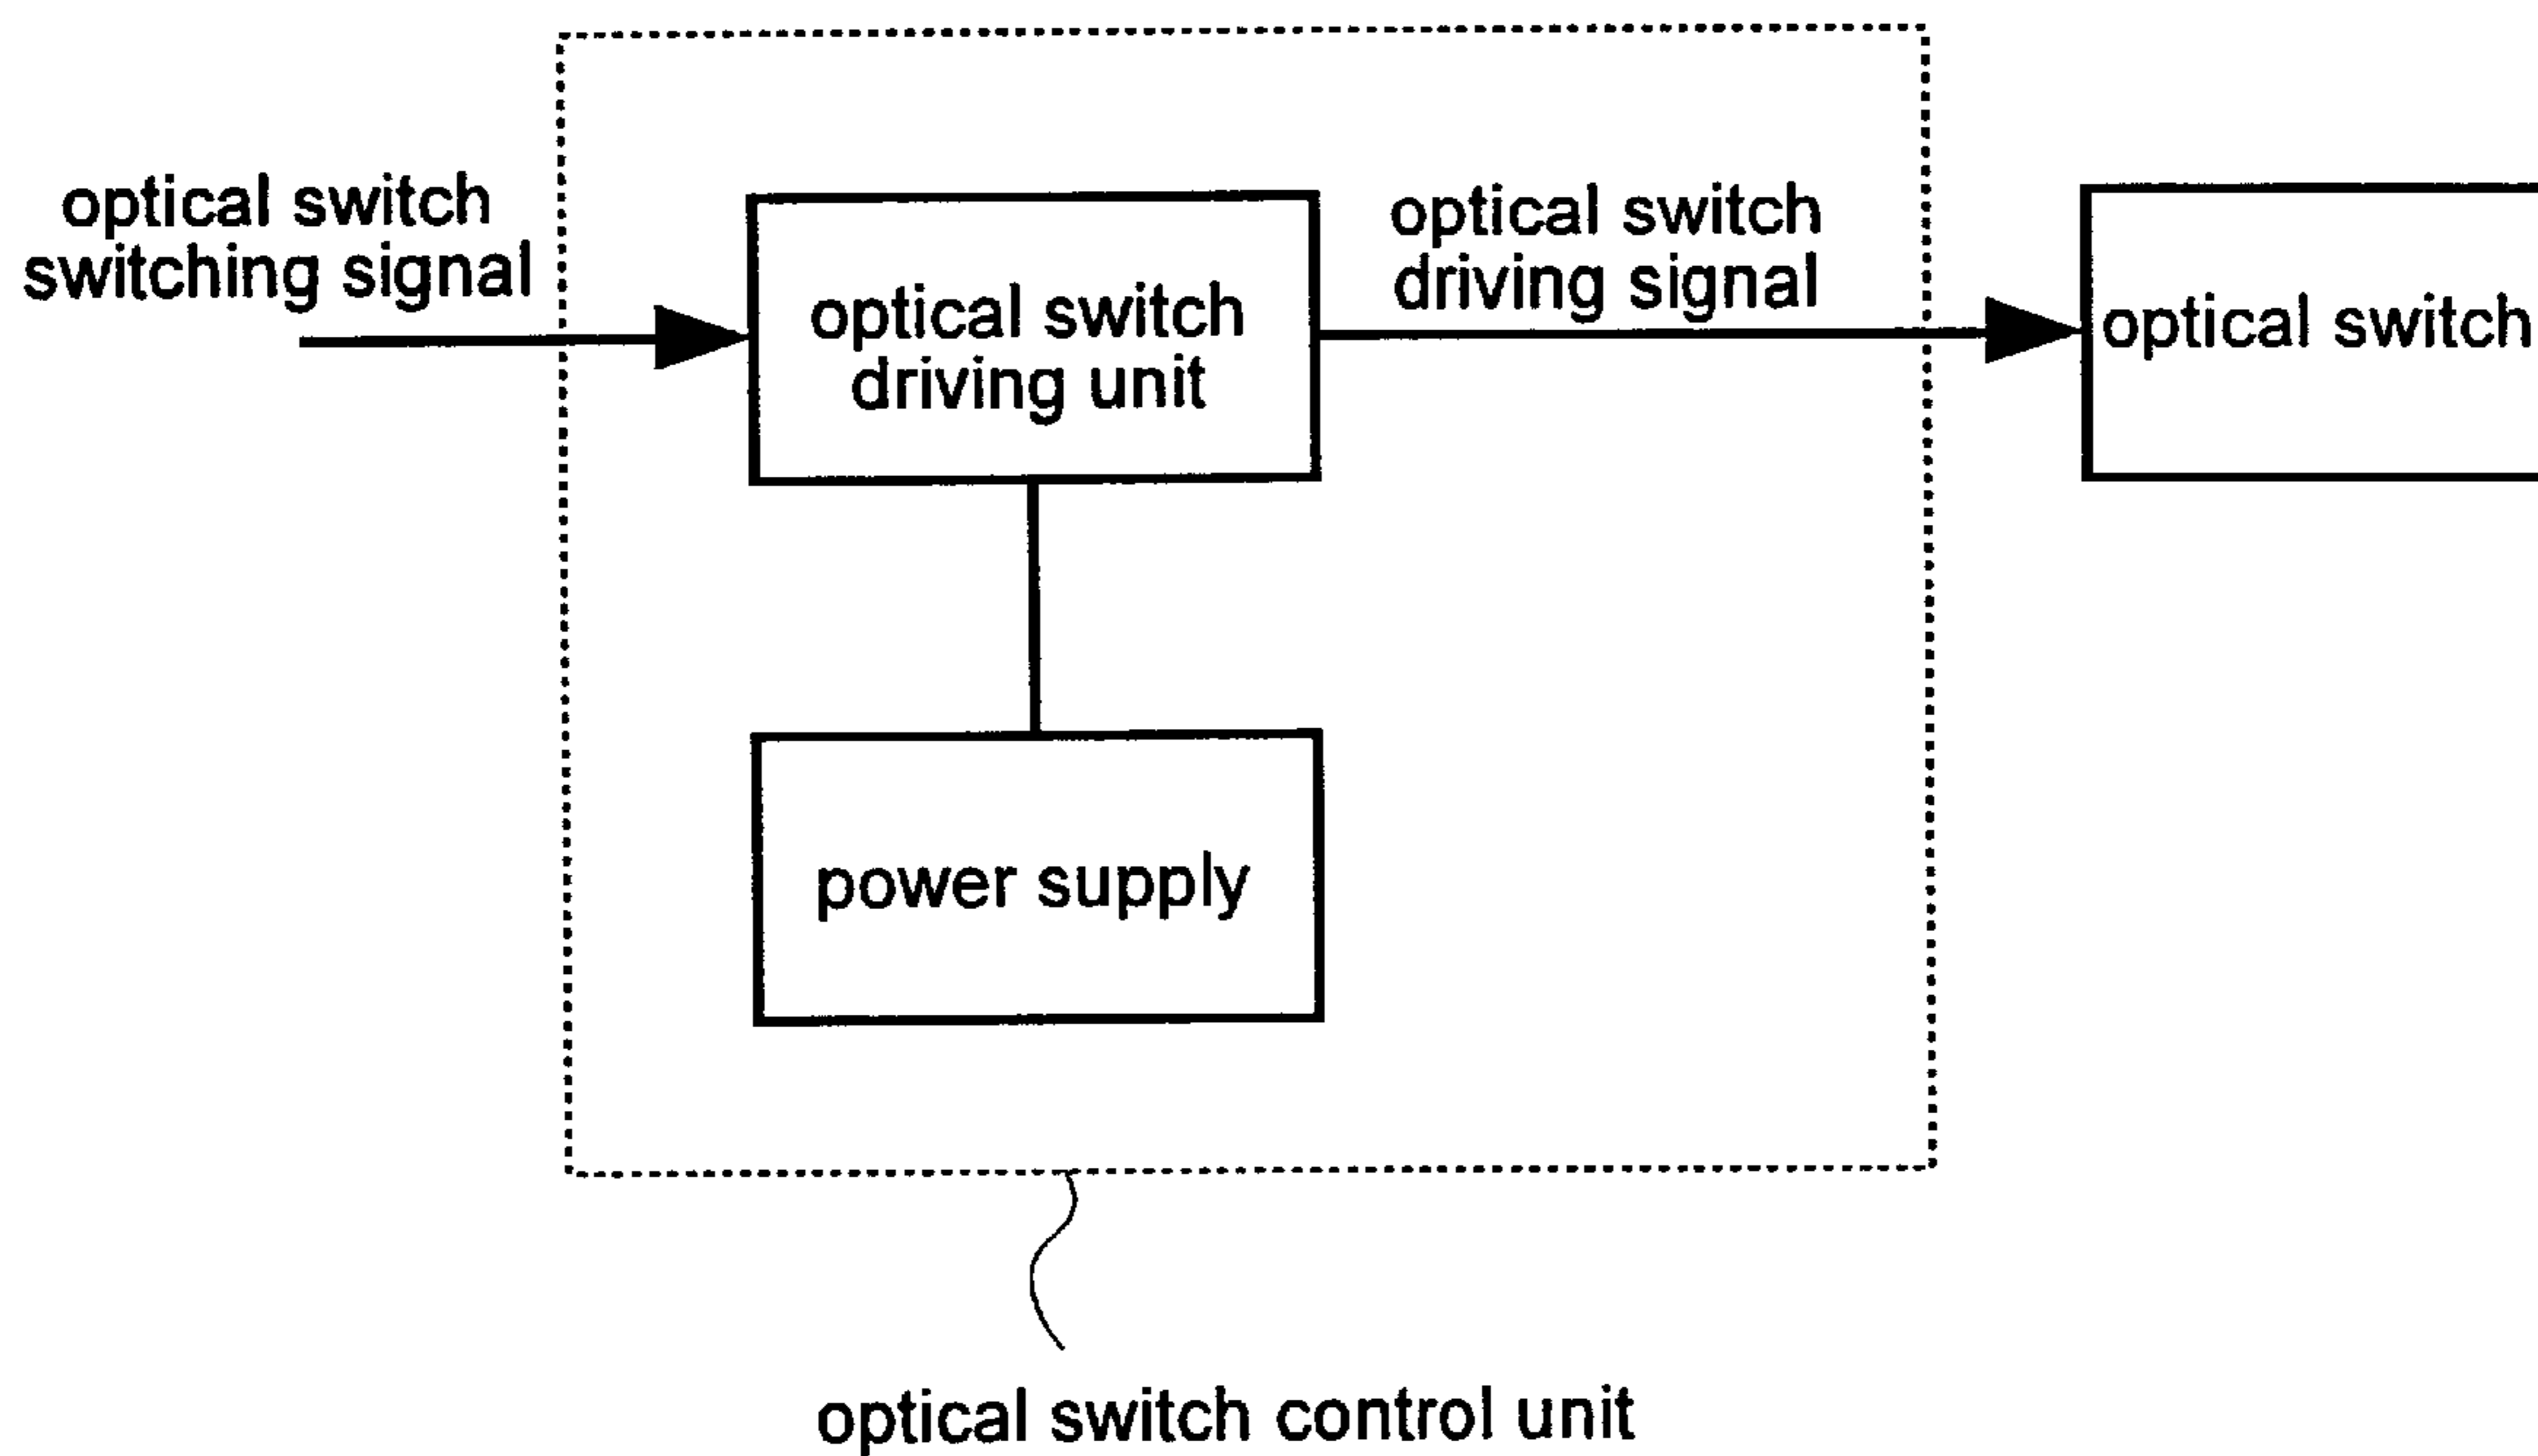 optical switch
switching signal
optical switch
driving unit
optical switch
driving signal
optical switch
power supply
optical switch control unit